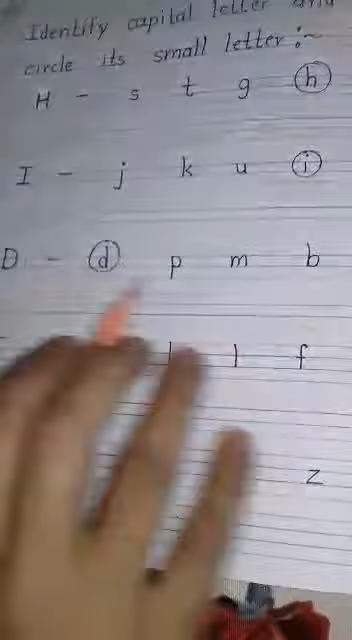 Identify capital letter and
circle its small letter :~
H - s t g h
I - j k u i
D - d p m b
l f
z